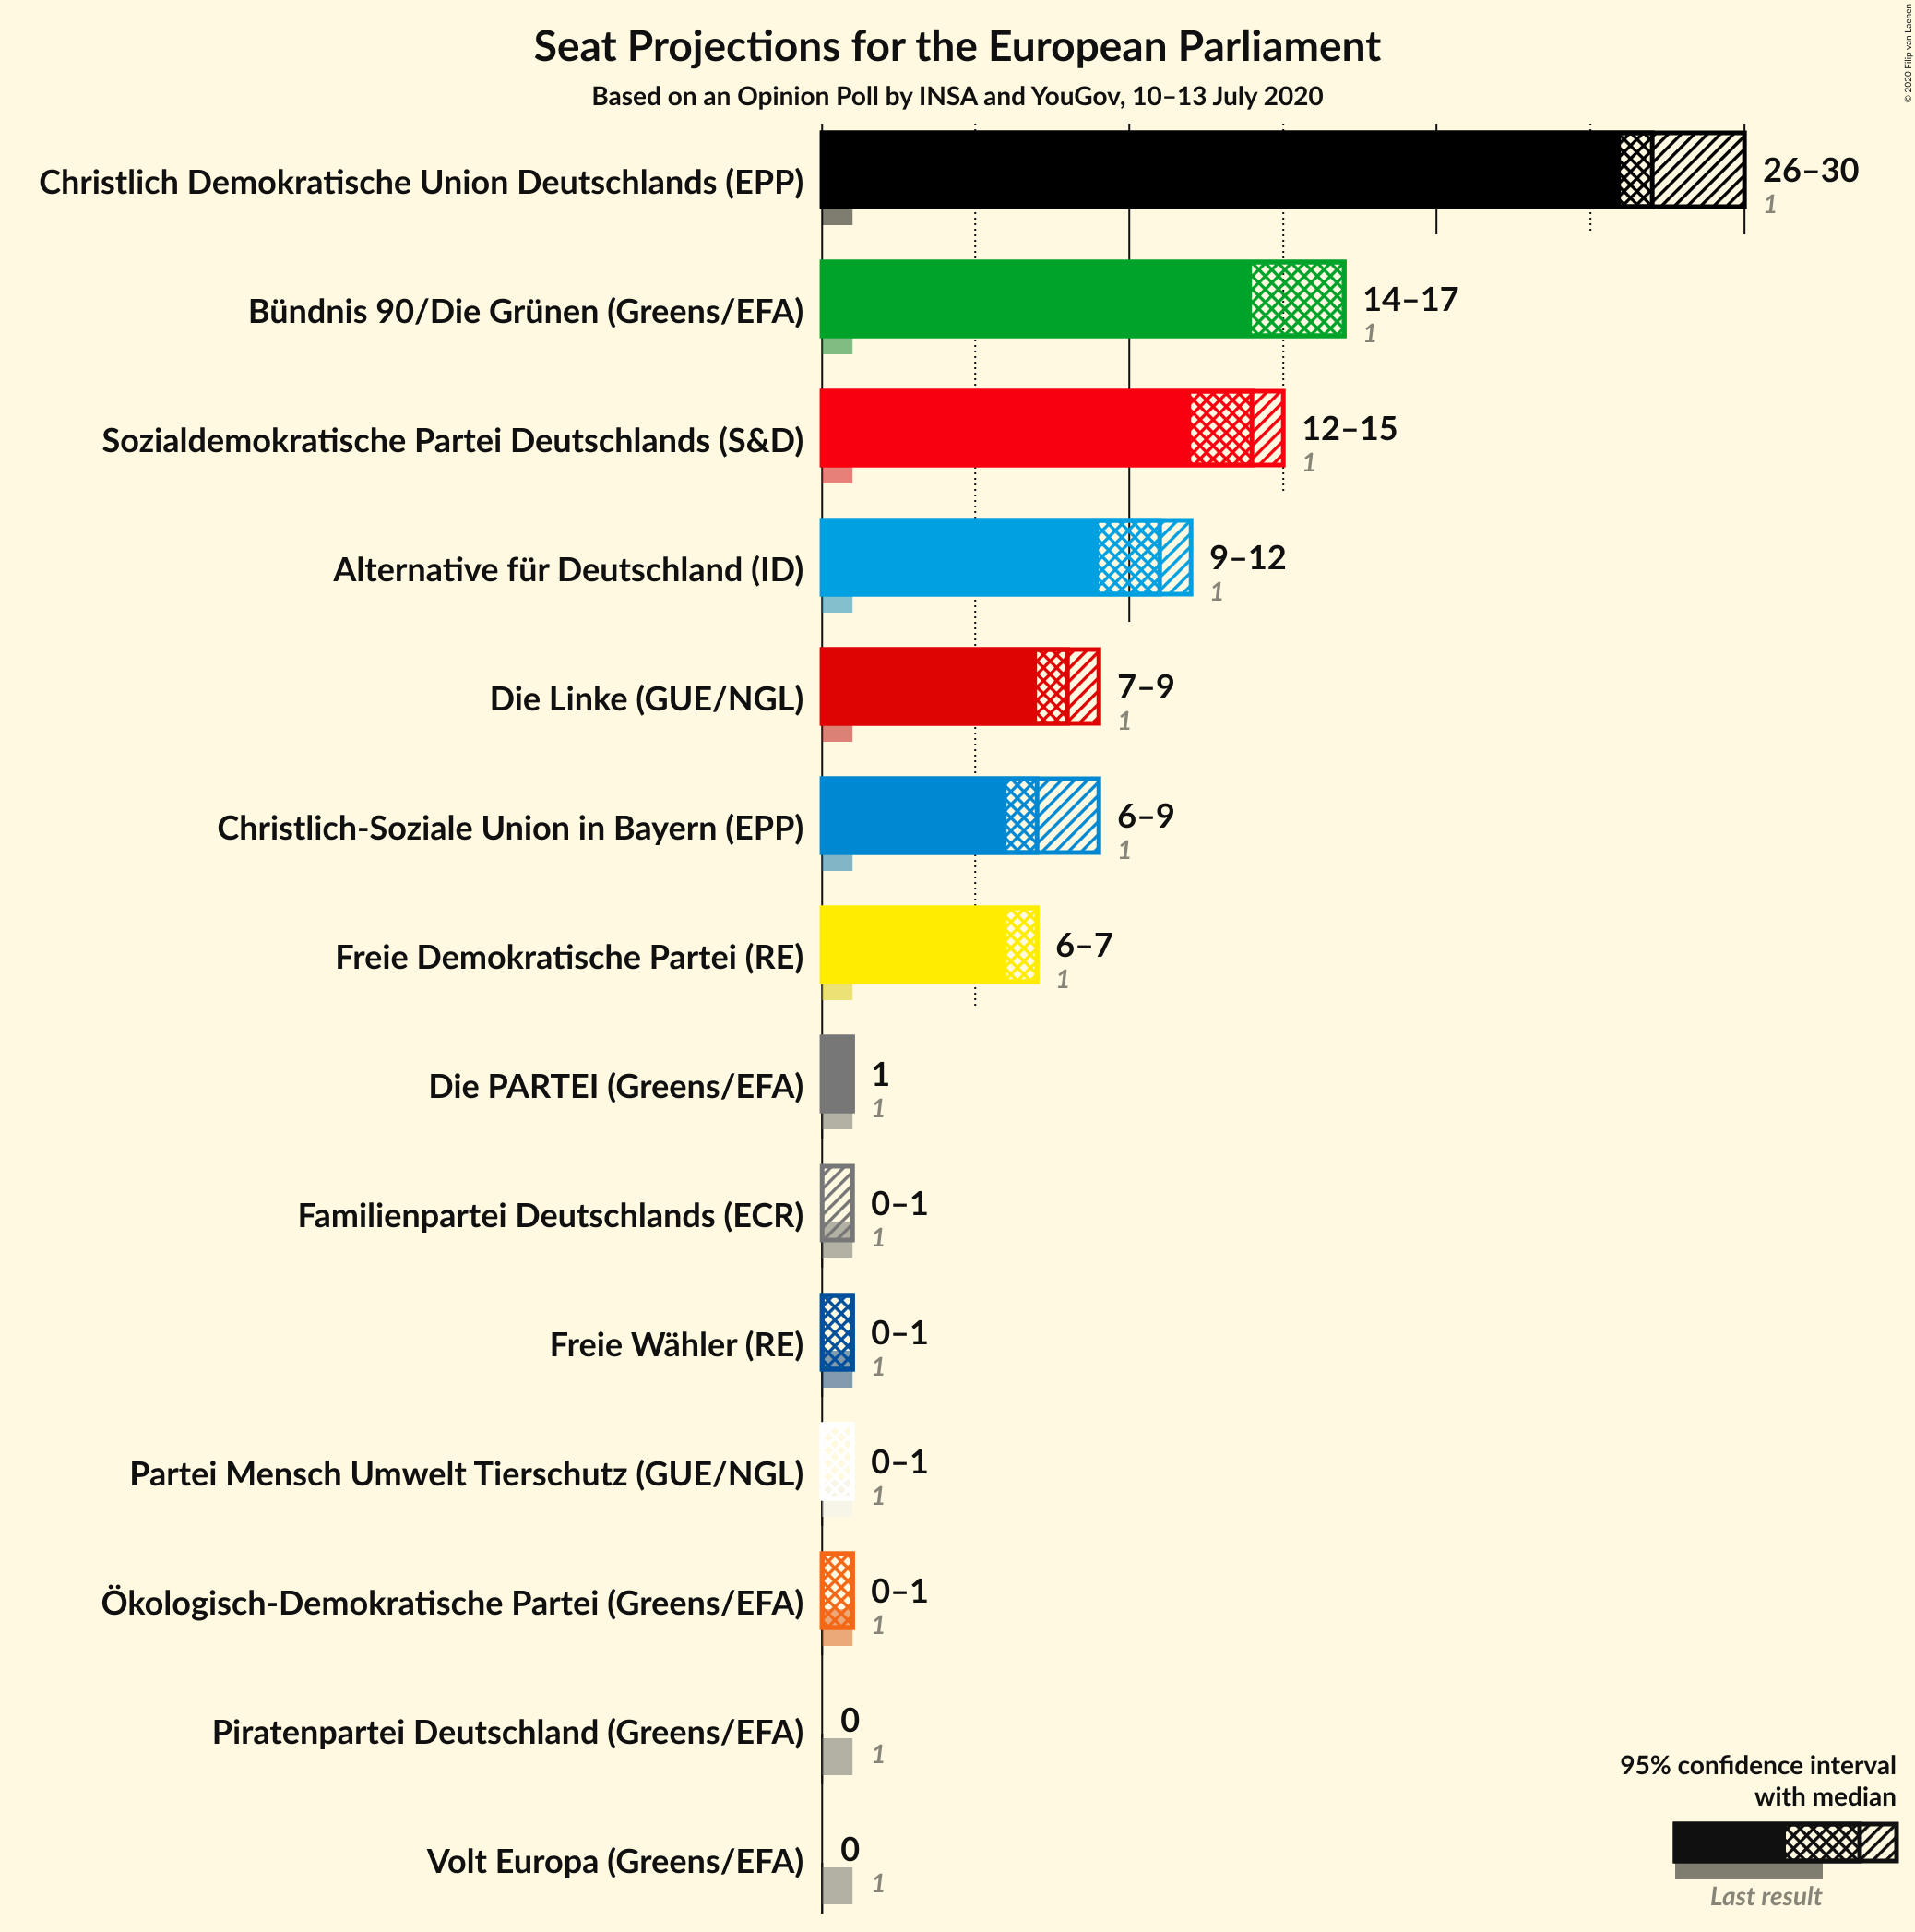 Seat Projections for the European Parliament
Based on an Opinion Poll by INSA and YouGov, 10–13 July 2020
© 2020 Filip van Laenen
Christlich Demokratische Union Deutschlands (EPP)
26–30
1
Bündnis 90/Die Grünen (Greens/EFA)
14–17
1
Sozialdemokratische Partei Deutschlands (S&D)
12–15
1
Alternative für Deutschland (ID)
9–12
1
Die Linke (GUE/NGL)
7–9
1
Christlich-Soziale Union in Bayern (EPP)
6–9
1
Freie Demokratische Partei (RE)
6–7
1
Die PARTEI (Greens/EFA)
1
1
Familienpartei Deutschlands (ECR)
0–1
1
Freie Wähler (RE)
0–1
1
Partei Mensch Umwelt Tierschutz (GUE/NGL)
0–1
1
Ökologisch-Demokratische Partei (Greens/EFA)
0–1
1
Piratenpartei Deutschland (Greens/EFA)
0
1
Volt Europa (Greens/EFA)
0
1
95% confidence interval
with median
Last result